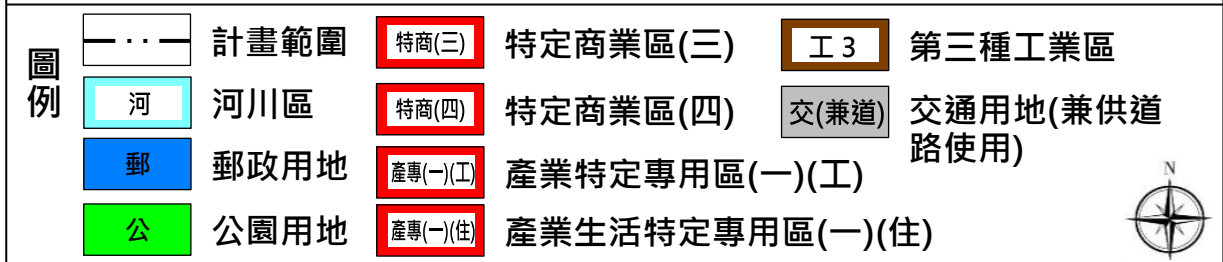 圖例
計畫範圍
河 河川區
郵 郵政用地
公 公園用地
特商(三) 特定商業區(三)
特商(四) 特定商業區(四)
產專(一)(工) 產業特定專用區(一)(工)
產專(一)(住) 產業生活特定專用區(一)(住)
工3 第三種工業區
交(兼道) 交通用地(兼供道
路使用)
N